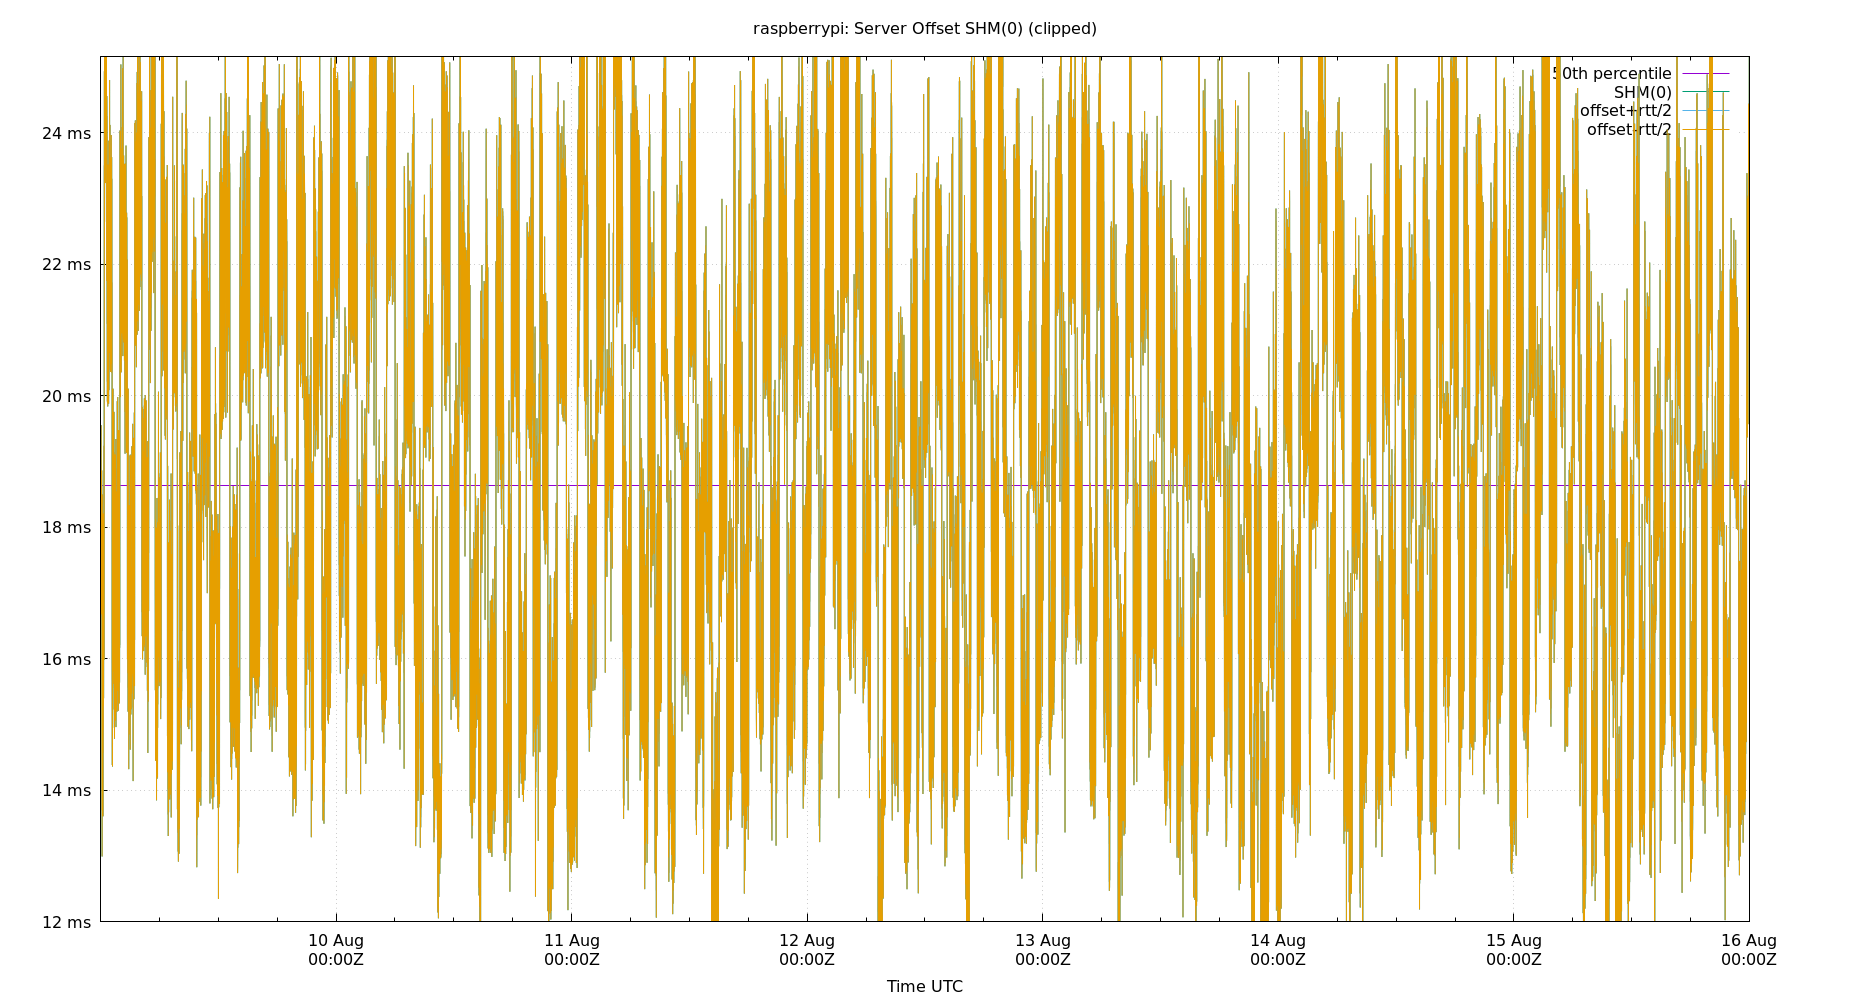 raspberrypi: Server Offset SHM(0) (clipped)
50th percentile
SHM(0)
offset+rtt/2
offset-rtt/2
24 ms
22 ms
20 ms
18 ms
16 ms
14 ms
12 ms
10 Aug
00:00Z
11 Aug
00:00Z
12 Aug
00:00Z
13 Aug
00:00Z
14 Aug
00:00Z
15 Aug
00:00Z
16 Aug
00:00Z
Time UTC